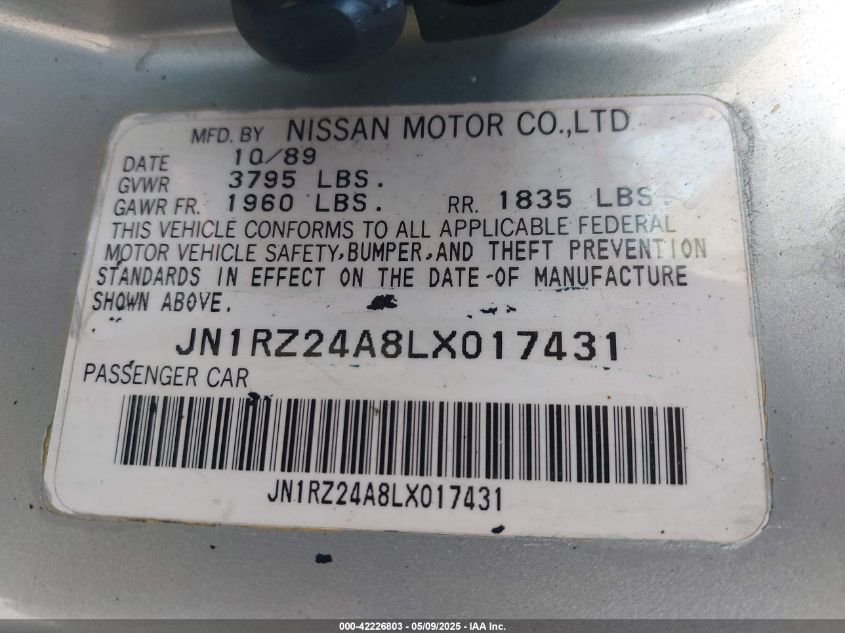 MFD. BY NISSAN MOTOR CO.,LTD
DATE 10/89
GVWR 3795 LBS.
GAWR FR. 1960 LBS. RR. 1835 LBS
THIS VEHICLE CONFORMS TO ALL APPLICABLE FEDERAL
MOTOR VEHICLE SAFETY, BUMPER, AND THEFT PREVENTION
STANDARDS IN EFFECT ON THE DATE OF MANUFACTURE
SHOWN ABOVE.
JN1RZ24A8LX017431
PASSENGER CAR
JN1RZ24A8LX017431
000-42226803 - 05/09/2025 - IAA Inc.